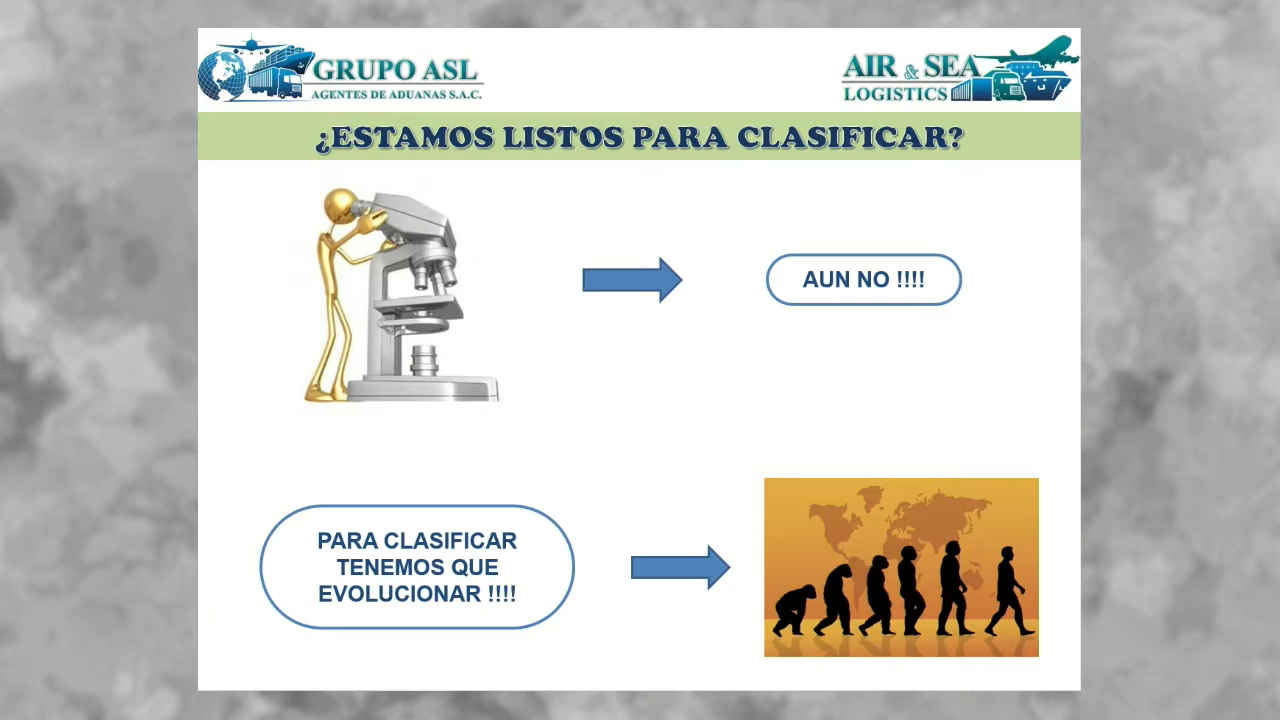 GRUPO ASL
AGENTES DE ADUANAS S.A.C.
AIR & SEA
LOGISTICS
¿ESTAMOS LISTOS PARA CLASIFICAR?
AUN NO !!!!
PARA CLASIFICAR
TENEMOS QUE
EVOLUCIONAR !!!!